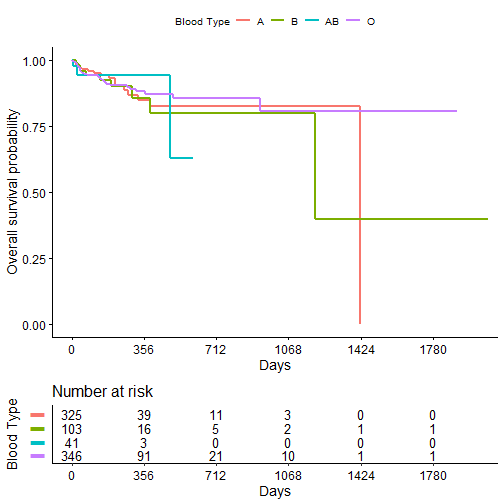 Blood Type A B AB O
Overall survival probability
1.00
0.75
0.50
0.25
0.00
0 356 712 1068 1424 1780
Days
Number at risk
Blood Type
325 39 11 3 0 0
103 16 5 2 1 1
41 3 0 0 0 0
346 91 21 10 1 1
0 356 712 1068 1424 1780
Days